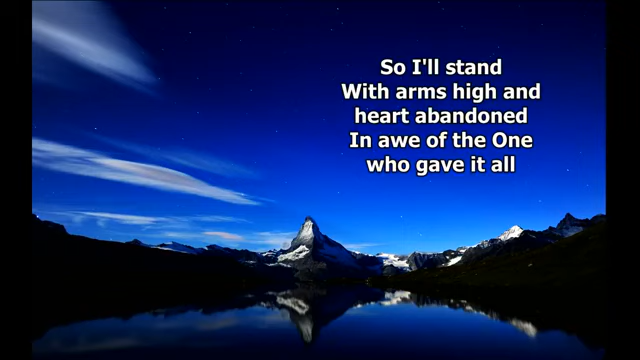 So I'll stand
With arms high and
heart abandoned
In awe of the One
who gave it all